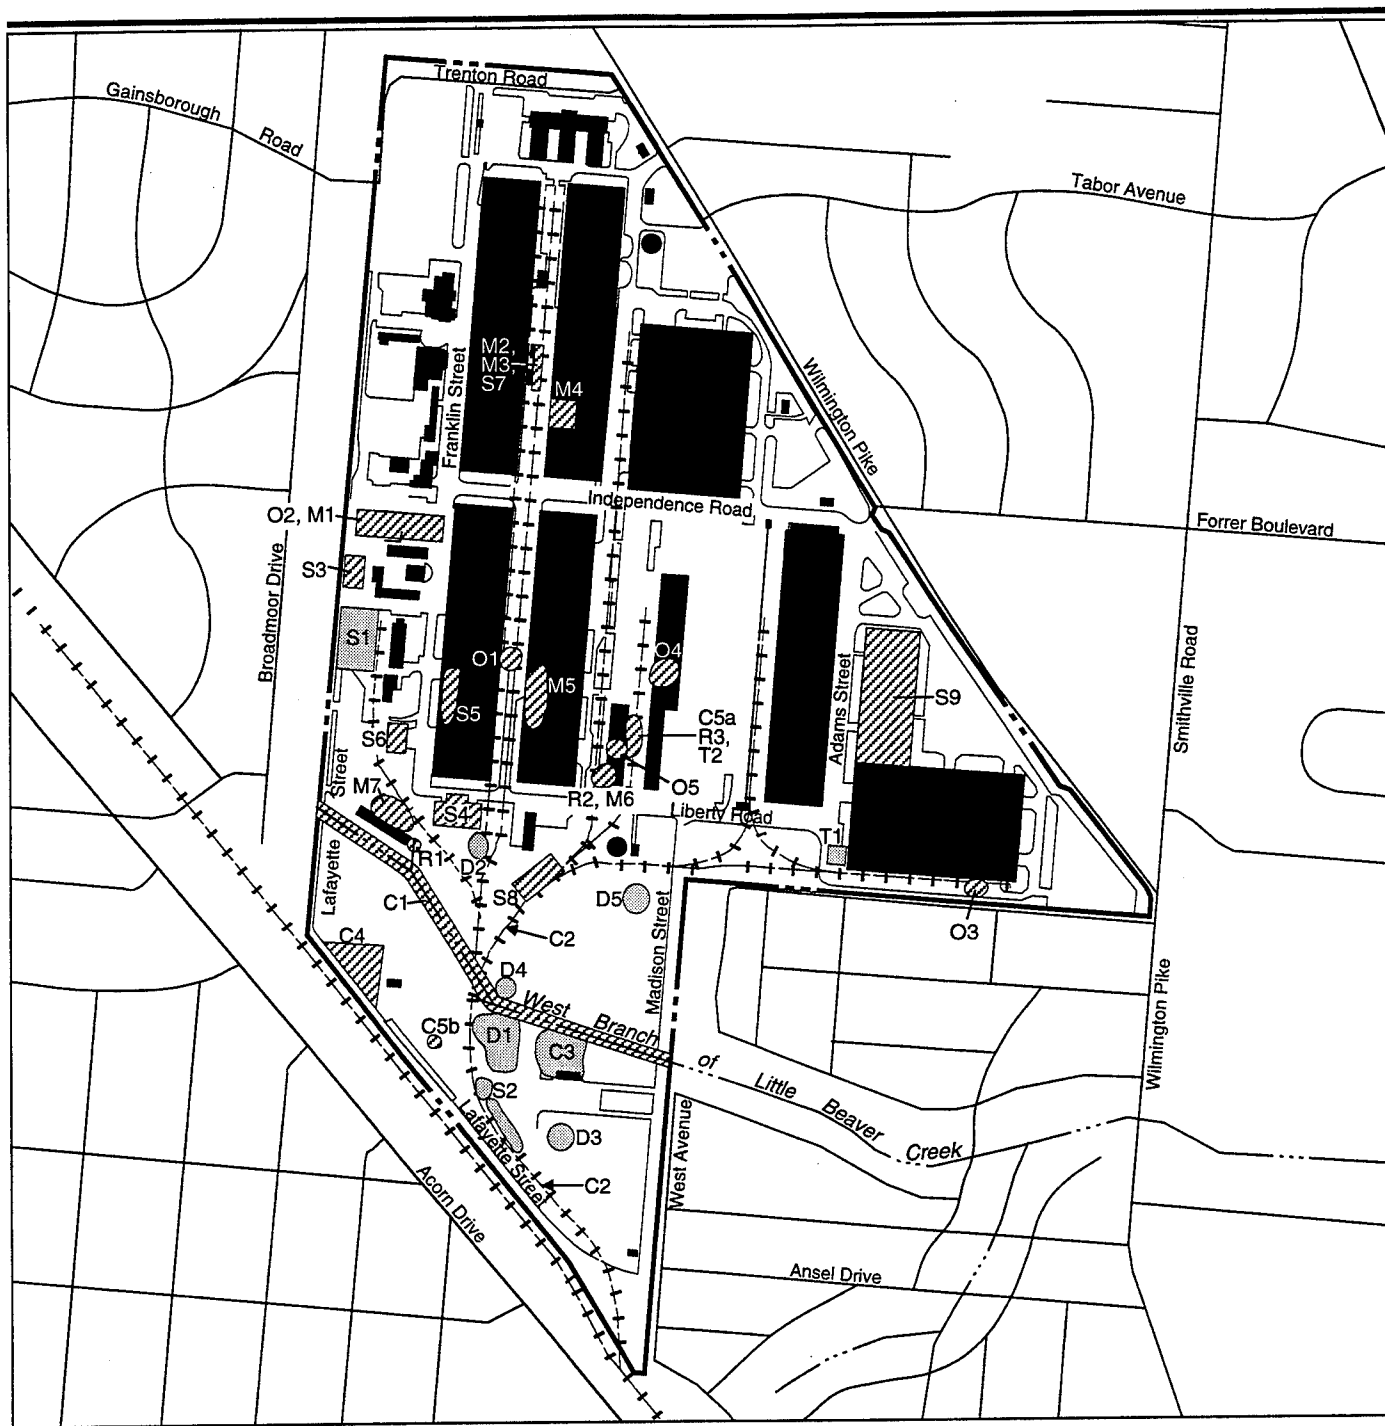 Trenton Road
Gainsborough
Road
Tabor Avenue
M2,
M3,
S7
M4
Franklin Street
Wilmington Pike
Independence Road
O2, M1
Forrer Boulevard
S3
Broadmoor Drive
S1
O1
O4
M5
S5
S9
Adams Street
Smithville Road
C5a
R3,
T2
S6
O5
Street
M7
R2, M6
S4
Liberty Road
T1
R1
D2
Lafayette
S8
D5
C1
Madison Street
O3
C4
C2
D4
West Branch
of Little Beaver
Creek
C5b
D1
C3
Wilmington Pike
S2
Lafayette Street
D3
West Avenue
C2
Acorn Drive
Ansel Drive